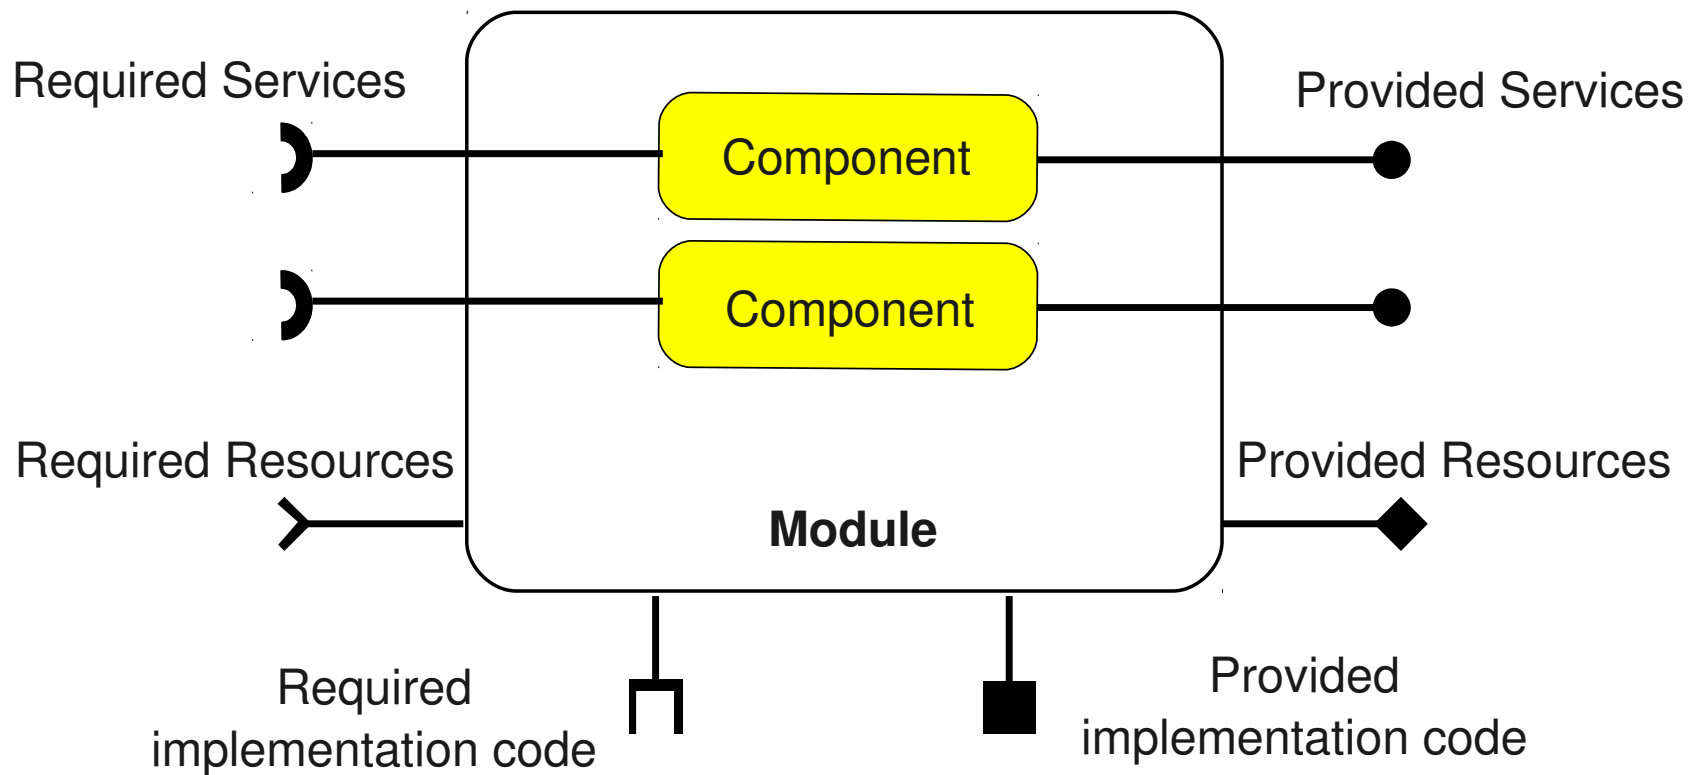 Required Services
Provided Services
Component
Component
Required Resources
Provided Resources
Module
Required
implementation code
Provided
implementation code